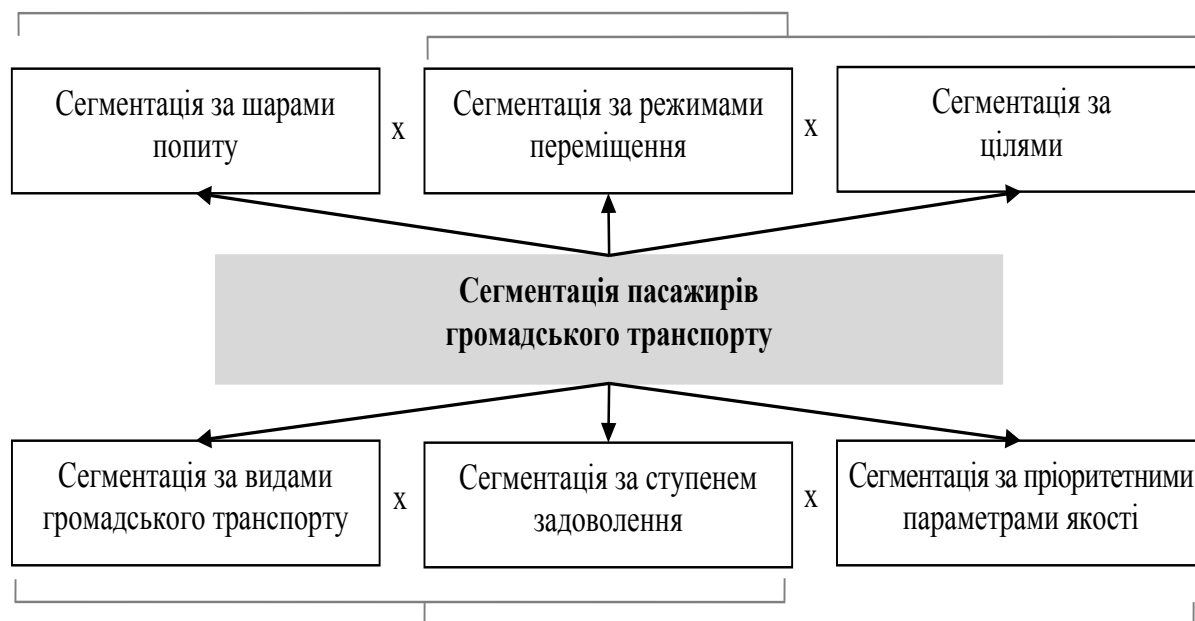 Сегментація за шарами
попиту
х
Сегментація за режимами
переміщення
х
Сегментація за
цілями
Сегментація пасажирів
громадського транспорту
Сегментація за видами
громадського транспорту
х
Сегментація за ступенем
задоволення
х
Сегментація за пріоритетними
параметрами якості